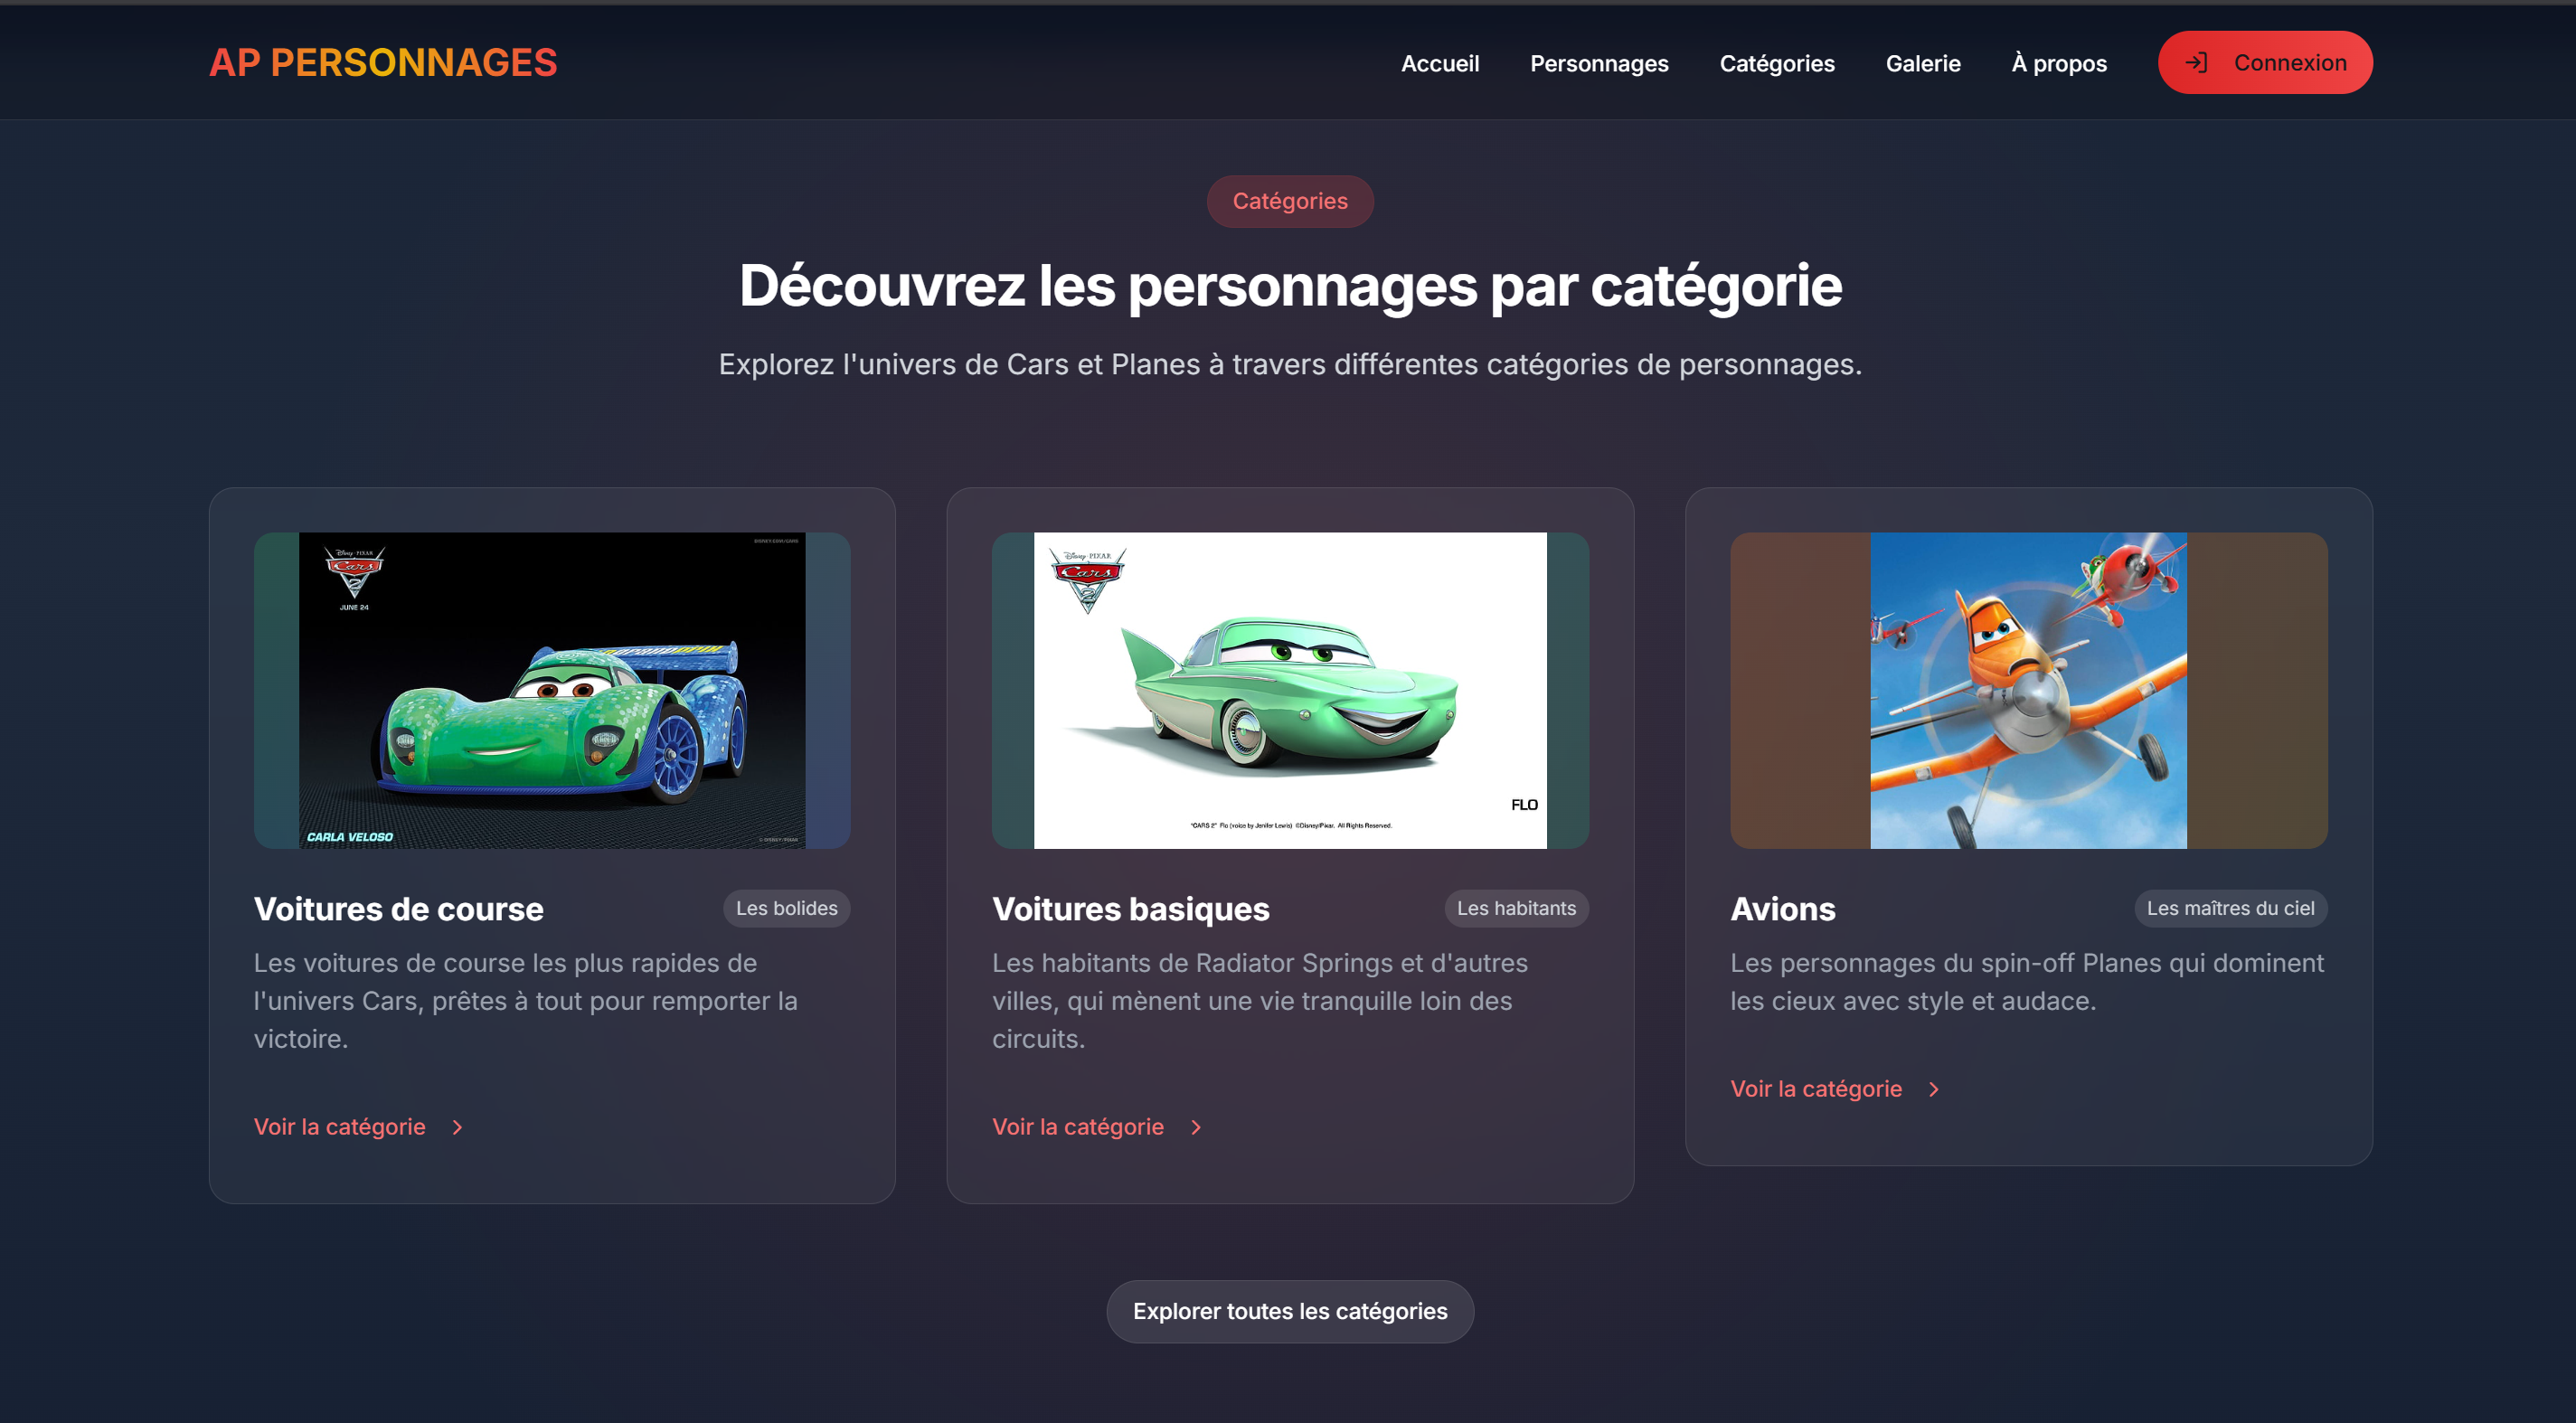 AP PERSONNAGES
Accueil
Personnages
Catégories
Galerie
À propos
Connexion
Catégories
Découvrez les personnages par catégorie
Explorez l'univers de Cars et Planes à travers différentes catégories de personnages.
DISNEY.COM/CARS
Disney PIXAR
Cars
2
JUNE 24
CARLA VELOSO
© DISNEY/PIXAR
Voitures de course
Les bolides
Les voitures de course les plus rapides de
l'univers Cars, prêtes à tout pour remporter la
victoire.
Voir la catégorie
Disney PIXAR
Cars
2
FLO
"CARS 2" Flo (voice by Jenifer Lewis) ©Disney/Pixar. All Rights Reserved.
Voitures basiques
Les habitants
Les habitants de Radiator Springs et d'autres
villes, qui mènent une vie tranquille loin des
circuits.
Voir la catégorie
Avions
Les maîtres du ciel
Les personnages du spin-off Planes qui dominent
les cieux avec style et audace.
Voir la catégorie
Explorer toutes les catégories